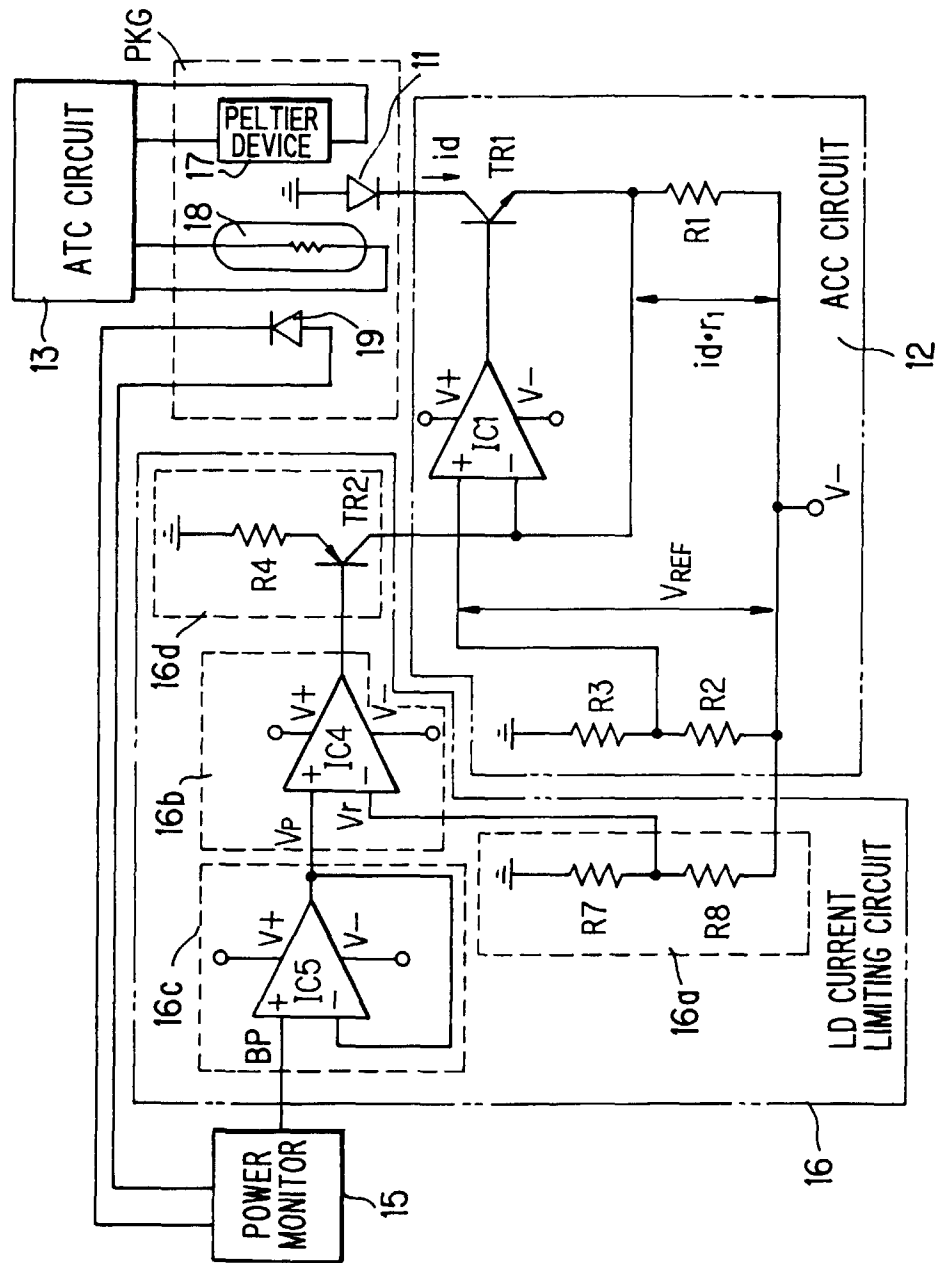 ATC CIRCUIT
13
PKG
PELTIER
DEVICE
17
18
11
19
id
TR1
R1
id·r1
ACC CIRCUIT
12
V+
IC1
+
−
V−
VREF
V−
R3
R2
16d
R4
TR2
16b
V+
IC4
+
−
V−
VP
Vr
16c
V+
IC5
+
−
V−
BP
R7
R8
16a
LD CURRENT
LIMITING CIRCUIT
16
POWER
MONITOR
15